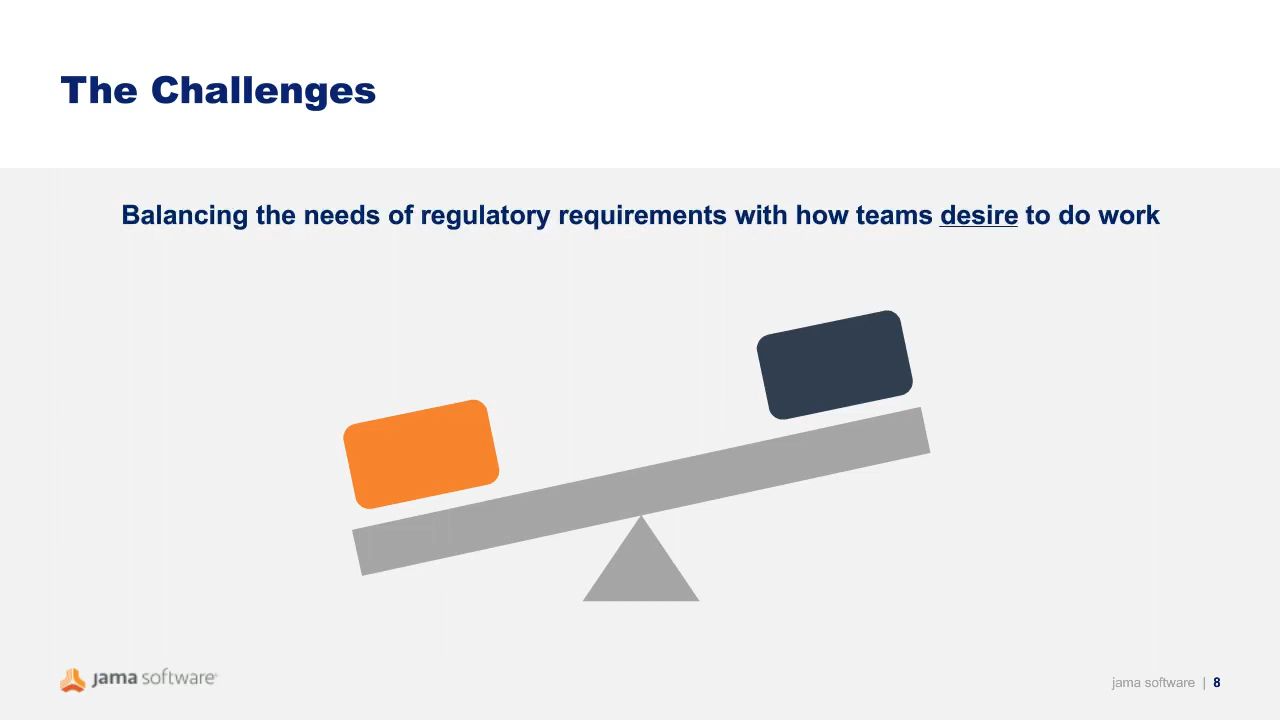 The Challenges
Balancing the needs of regulatory requirements with how teams desire to do work
jama software
jama software | 8